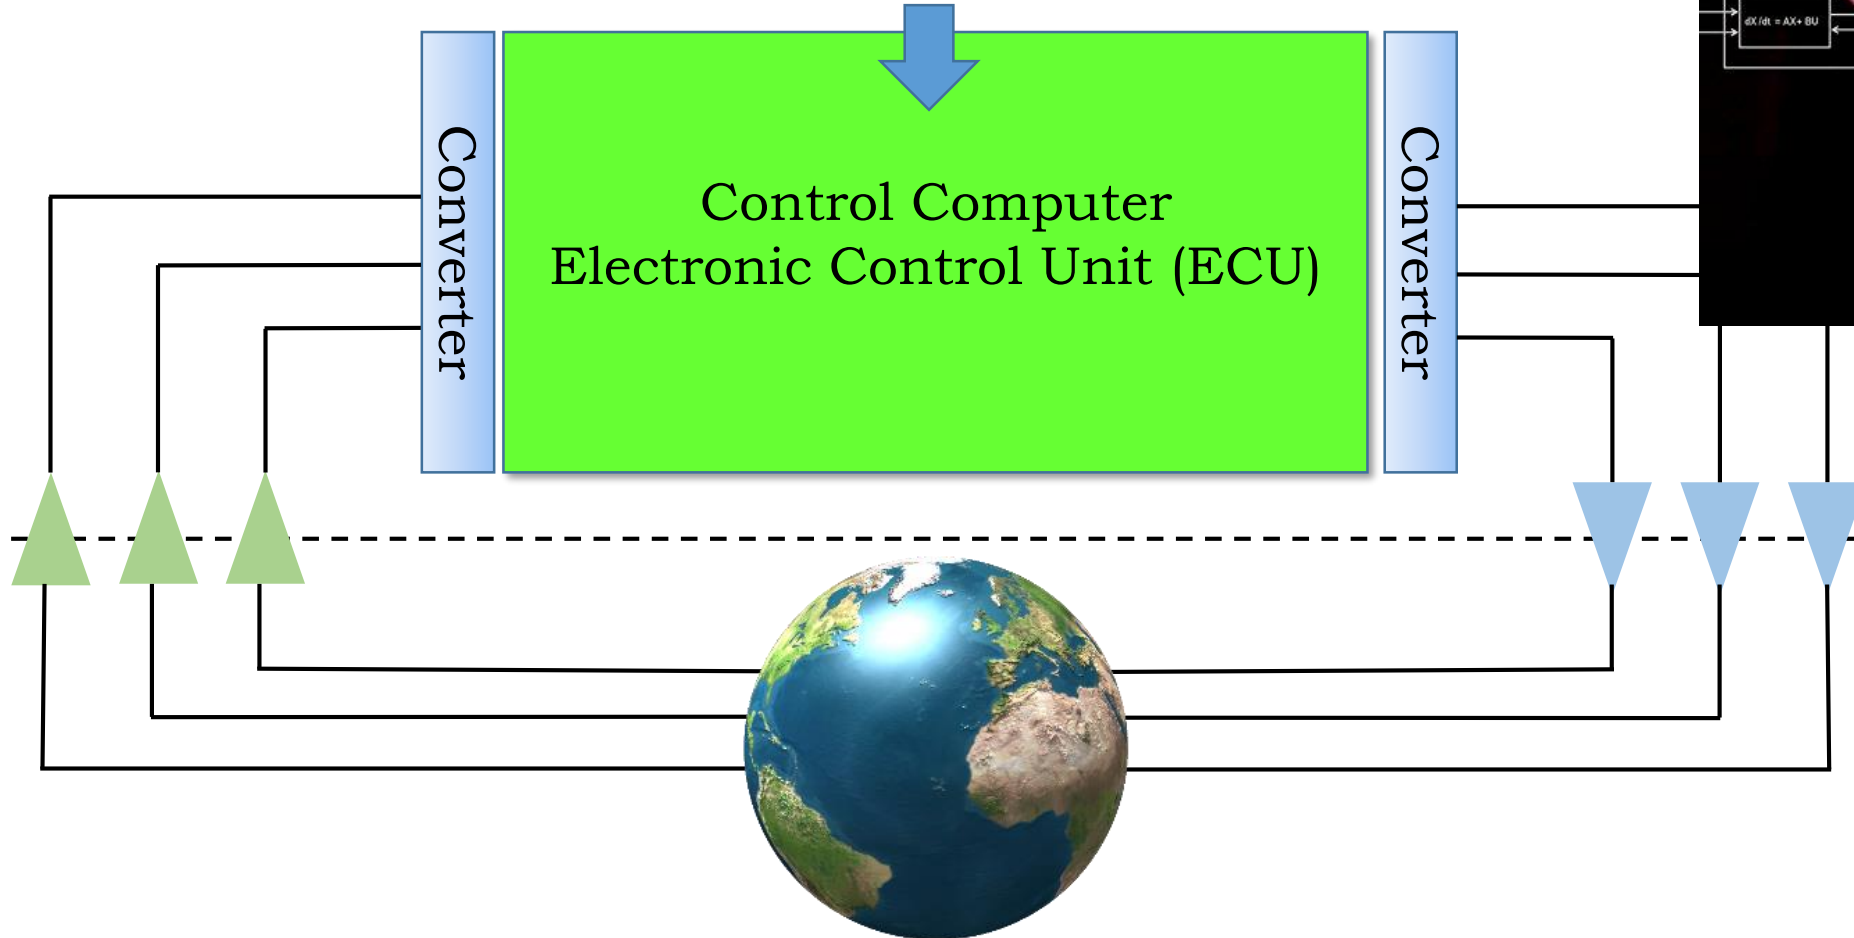 dX/dt = AX+ BU
Converter
Control Computer
Electronic Control Unit (ECU)
Converter